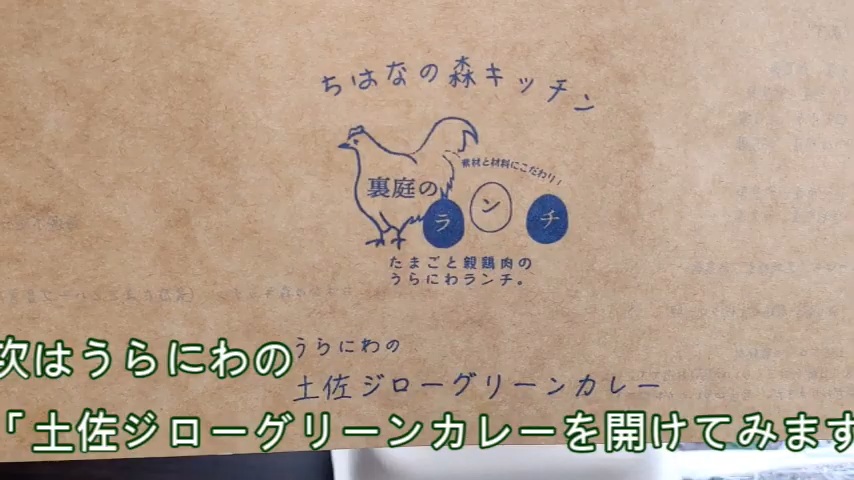 ちはなの森キッチン
素材と材料にこだわり!
裏庭の
ランチ
たまごと親鶏肉の
うらにわランチ。
うらにわの
土佐ジローグリーンカレー
次はうらにわの
「土佐ジローグリーンカレーを開けてみます